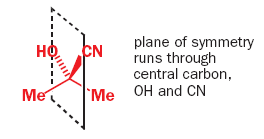 HO CN
Me Me
plane of symmetry
runs through
central carbon,
OH and CN